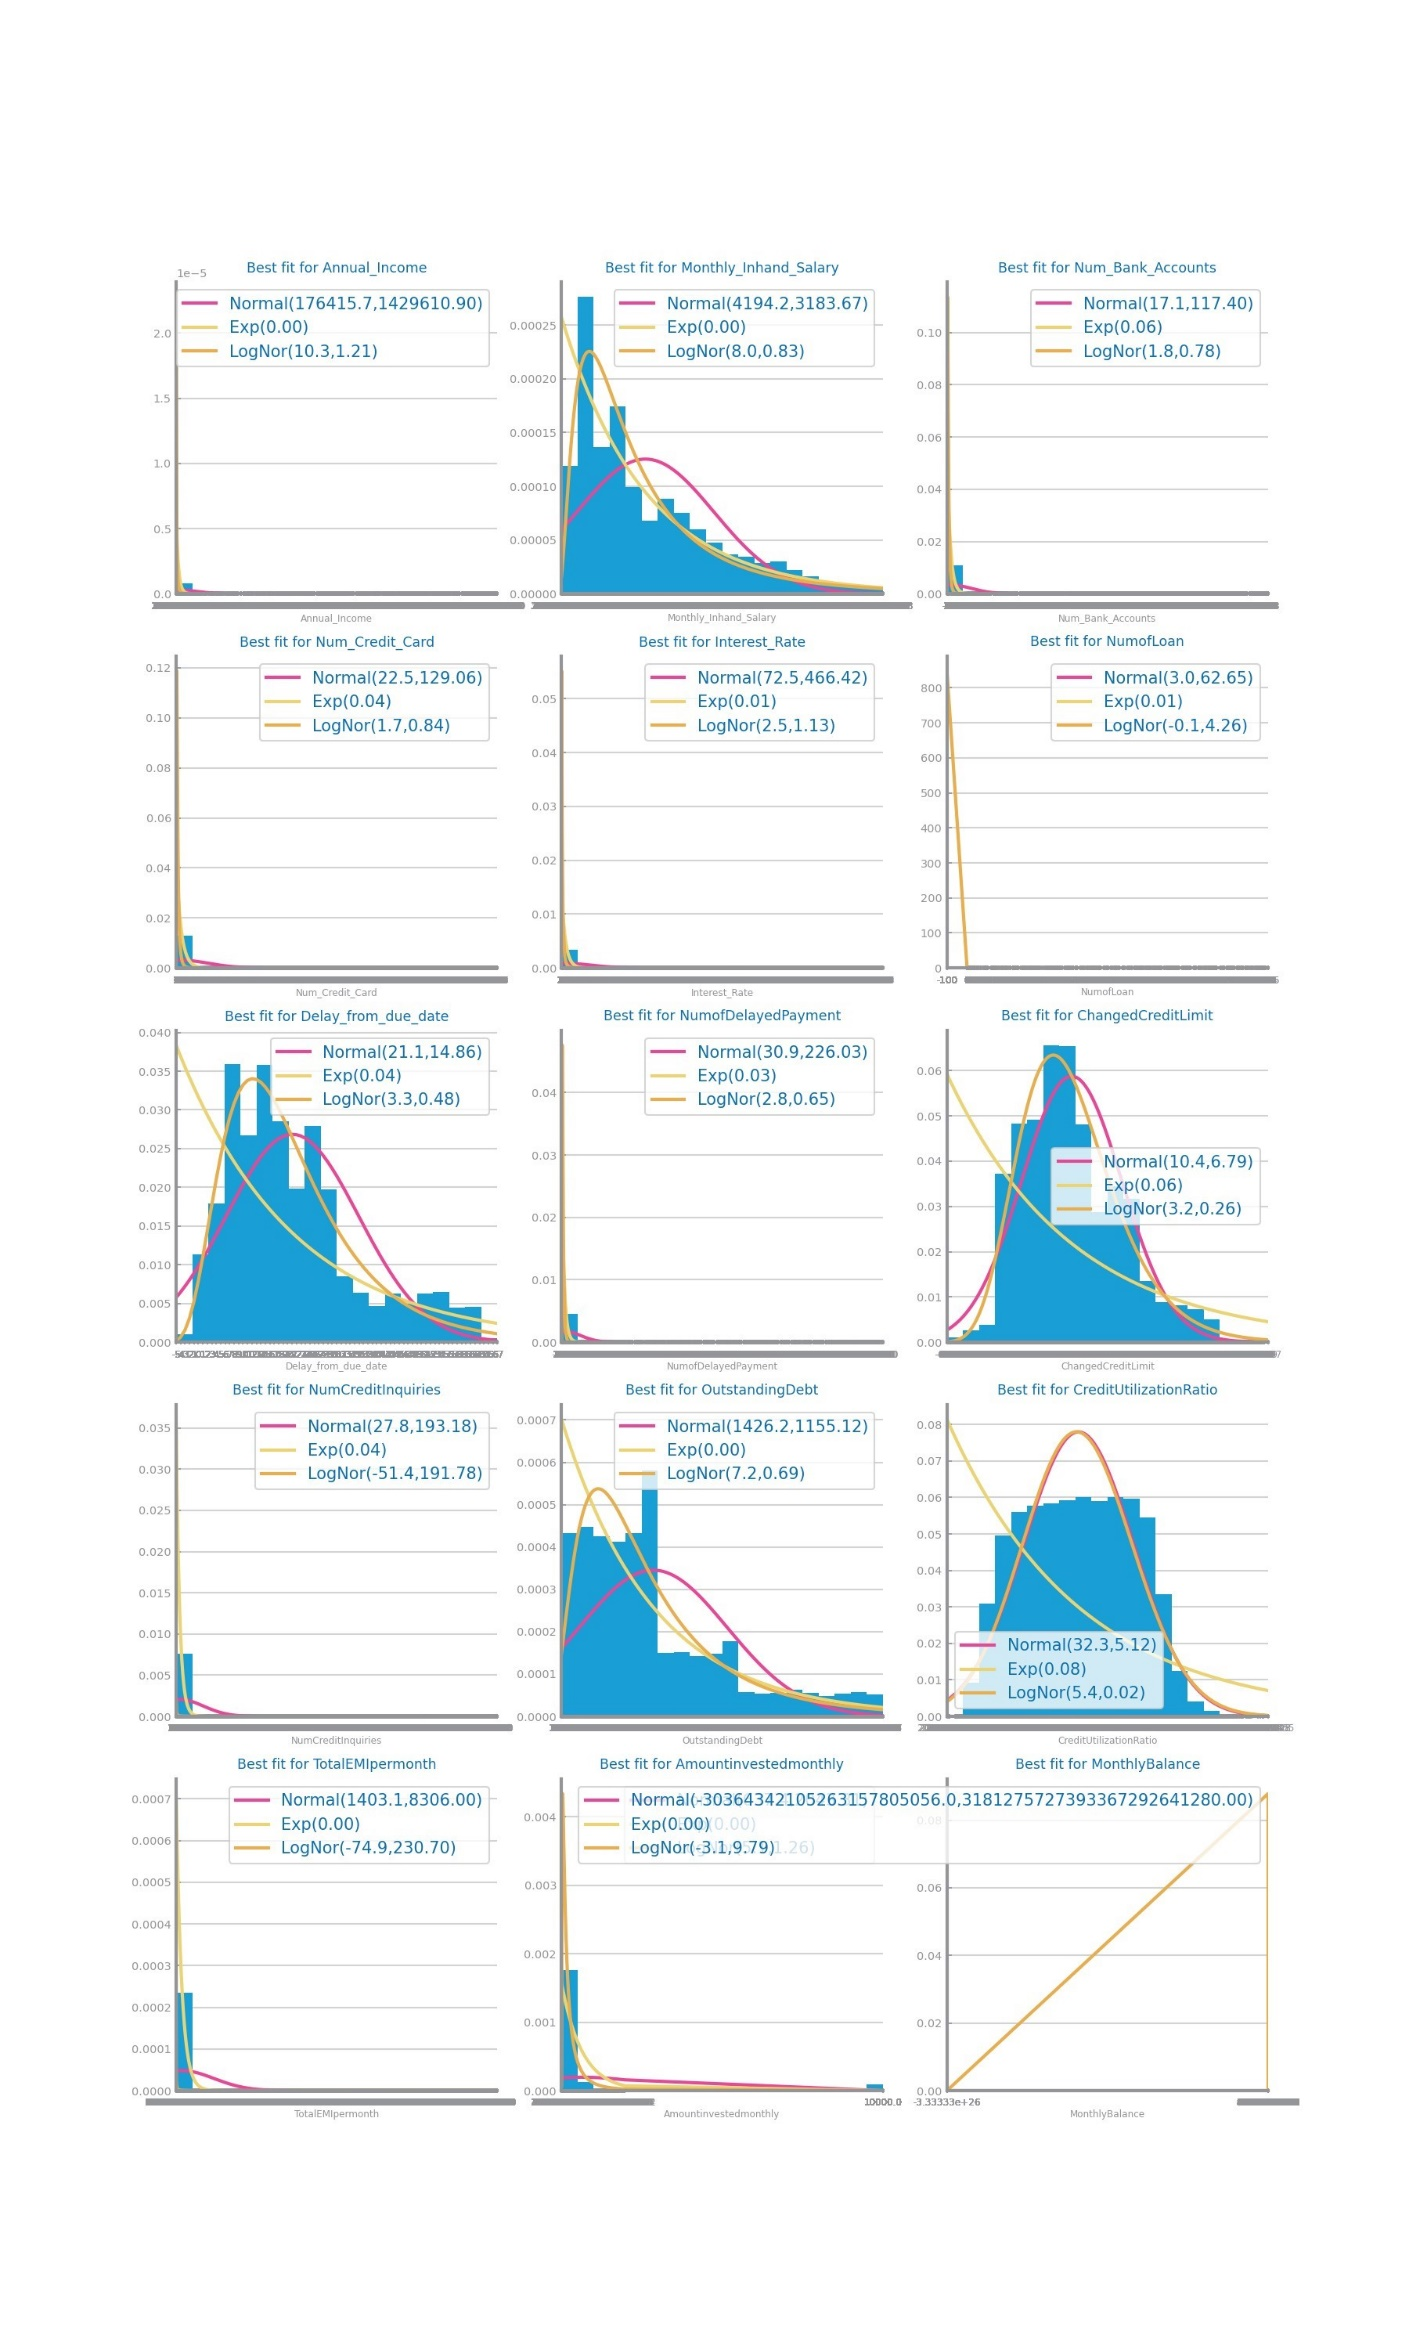 Best fit for Annual_Income
1e−5
Normal(176415.7,1429610.90)
Exp(0.00)
LogNor(10.3,1.21)
2.0
1.5
1.0
0.5
0.0
Annual_Income
Best fit for Monthly_Inhand_Salary
Normal(4194.2,3183.67)
Exp(0.00)
LogNor(8.0,0.83)
0.00025
0.00020
0.00015
0.00010
0.00005
0.00000
Monthly_Inhand_Salary
Best fit for Num_Bank_Accounts
Normal(17.1,117.40)
Exp(0.06)
LogNor(1.8,0.78)
0.10
0.08
0.06
0.04
0.02
0.00
Num_Bank_Accounts
Best fit for Num_Credit_Card
Normal(22.5,129.06)
Exp(0.04)
LogNor(1.7,0.84)
0.12
0.10
0.08
0.06
0.04
0.02
0.00
Num_Credit_Card
Best fit for Interest_Rate
Normal(72.5,466.42)
Exp(0.01)
LogNor(2.5,1.13)
0.05
0.04
0.03
0.02
0.01
0.00
Interest_Rate
Best fit for NumofLoan
Normal(3.0,62.65)
Exp(0.01)
LogNor(-0.1,4.26)
800
700
600
500
400
300
200
100
0
NumofLoan
Best fit for Delay_from_due_date
Normal(21.1,14.86)
Exp(0.04)
LogNor(3.3,0.48)
0.040
0.035
0.030
0.025
0.020
0.015
0.010
0.005
0.000
Delay_from_due_date
Best fit for NumofDelayedPayment
Normal(30.9,226.03)
Exp(0.03)
LogNor(2.8,0.65)
0.04
0.03
0.02
0.01
0.00
NumofDelayedPayment
Best fit for ChangedCreditLimit
Normal(10.4,6.79)
Exp(0.06)
LogNor(3.2,0.26)
0.06
0.05
0.04
0.03
0.02
0.01
0.00
ChangedCreditLimit
Best fit for NumCreditInquiries
Normal(27.8,193.18)
Exp(0.04)
LogNor(-51.4,191.78)
0.035
0.030
0.025
0.020
0.015
0.010
0.005
0.000
NumCreditInquiries
Best fit for OutstandingDebt
Normal(1426.2,1155.12)
Exp(0.00)
LogNor(7.2,0.69)
0.0007
0.0006
0.0005
0.0004
0.0003
0.0002
0.0001
0.0000
OutstandingDebt
Best fit for CreditUtilizationRatio
Normal(32.3,5.12)
Exp(0.08)
LogNor(5.4,0.02)
0.08
0.07
0.06
0.05
0.04
0.03
0.02
0.01
0.00
CreditUtilizationRatio
Best fit for TotalEMIpermonth
Normal(1403.1,8306.00)
Exp(0.00)
LogNor(-74.9,230.70)
0.0007
0.0006
0.0005
0.0004
0.0003
0.0002
0.0001
0.0000
TotalEMIpermonth
Best fit for Amountinvestedmonthly
0.004
0.003
0.002
0.001
0.000
Amountinvestedmonthly
Best fit for MonthlyBalance
Normal(-30364342105263157805056.0,3181275727393367292641280.00)
Exp(0.00)
LogNor(-3.1,9.79)
0.08
0.06
0.04
0.02
0.00
-3.33333e+26
MonthlyBalance